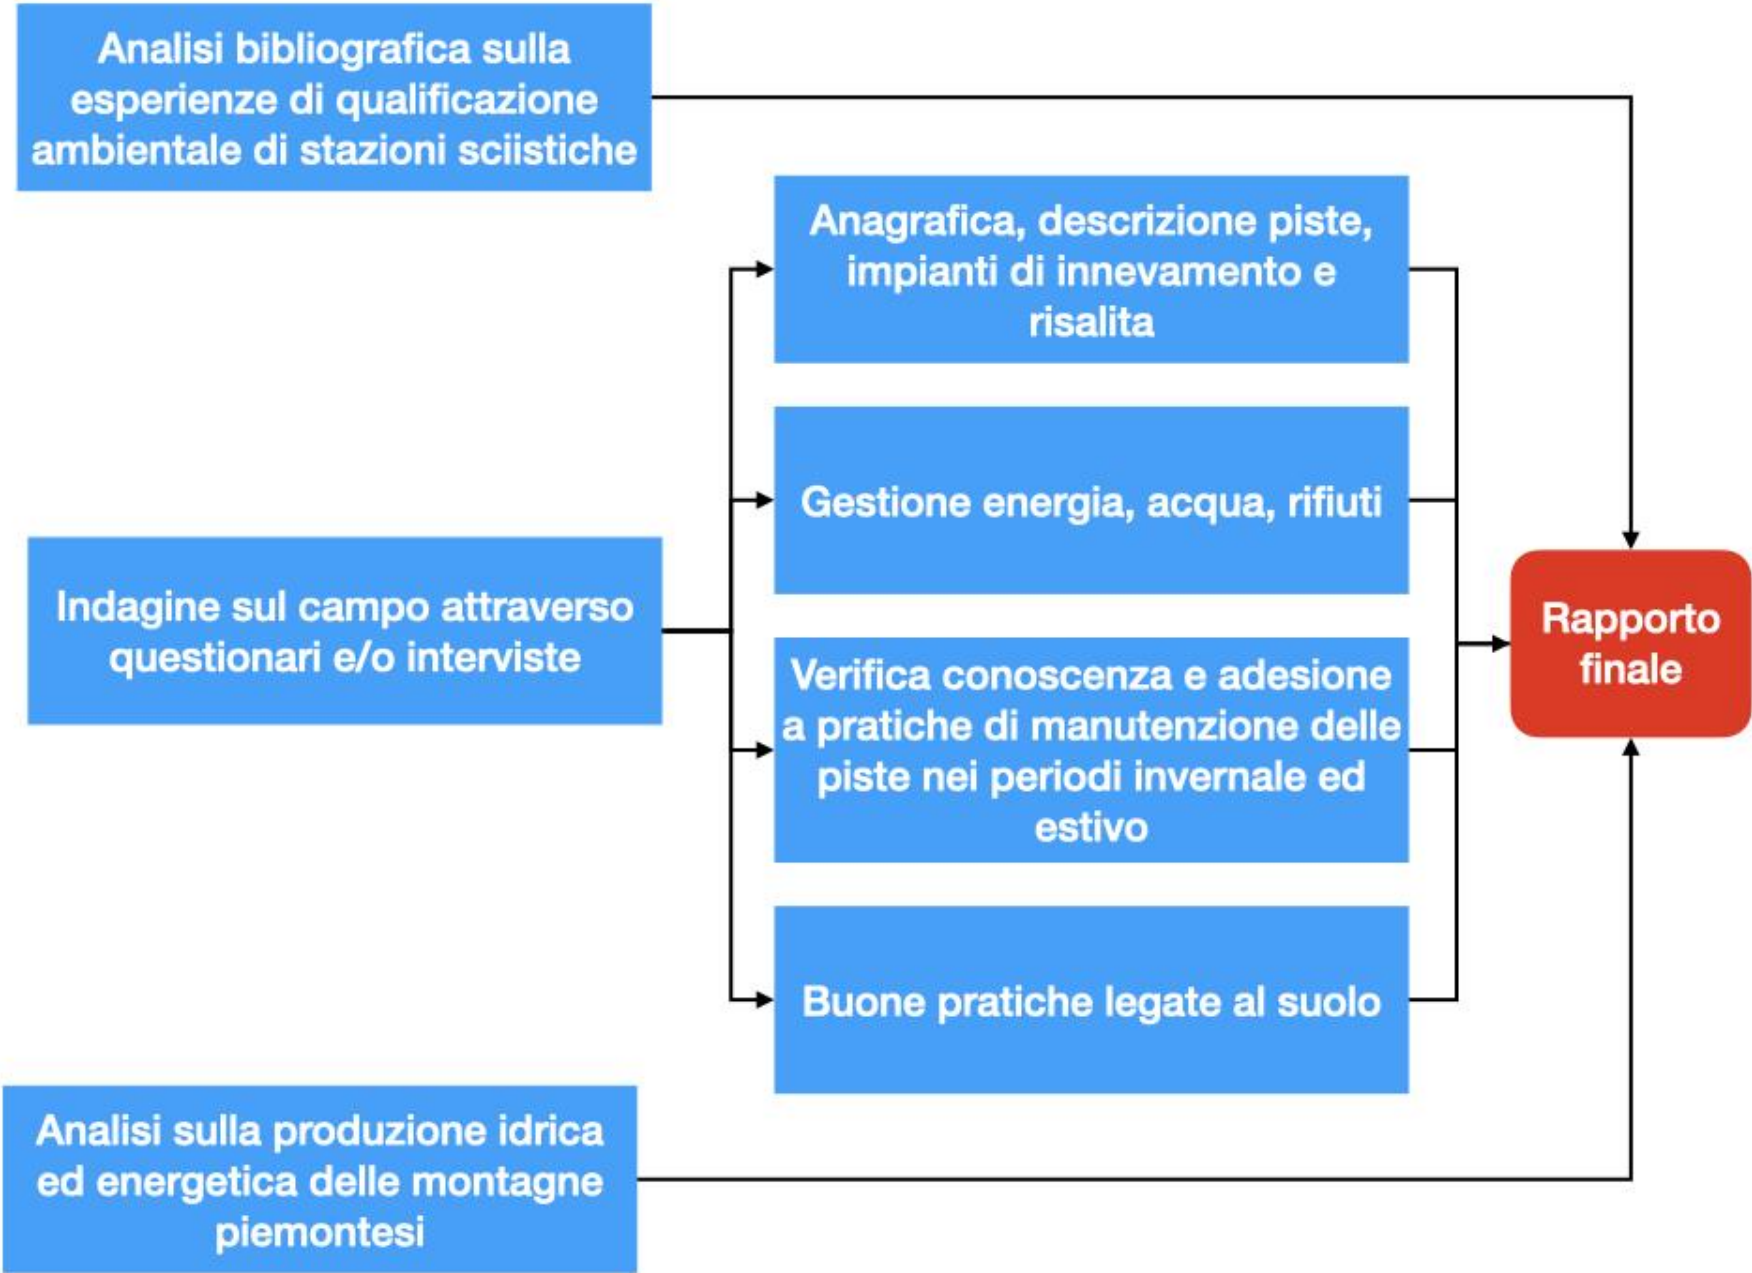 Analisi bibliografica sulla
esperienze di qualificazione
ambientale di stazioni sciistiche
Anagrafica, descrizione piste,
impianti di innevamento e
risalita
Gestione energia, acqua, rifiuti
Indagine sul campo attraverso
questionari e/o interviste
Verifica conoscenza e adesione
a pratiche di manutenzione delle
piste nei periodi invernale ed
estivo
Buone pratiche legate al suolo
Analisi sulla produzione idrica
ed energetica delle montagne
piemontesi
Rapporto
finale